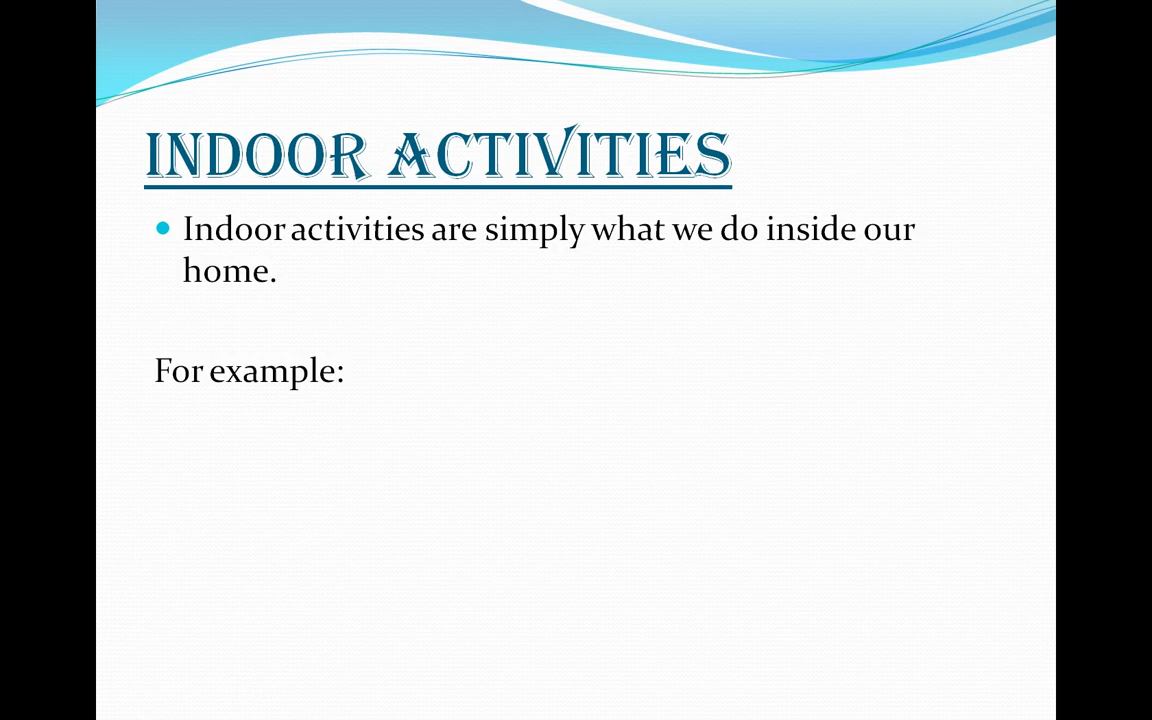 INDOOR ACTIVITIES
Indoor activities are simply what we do inside our
home.
For example: